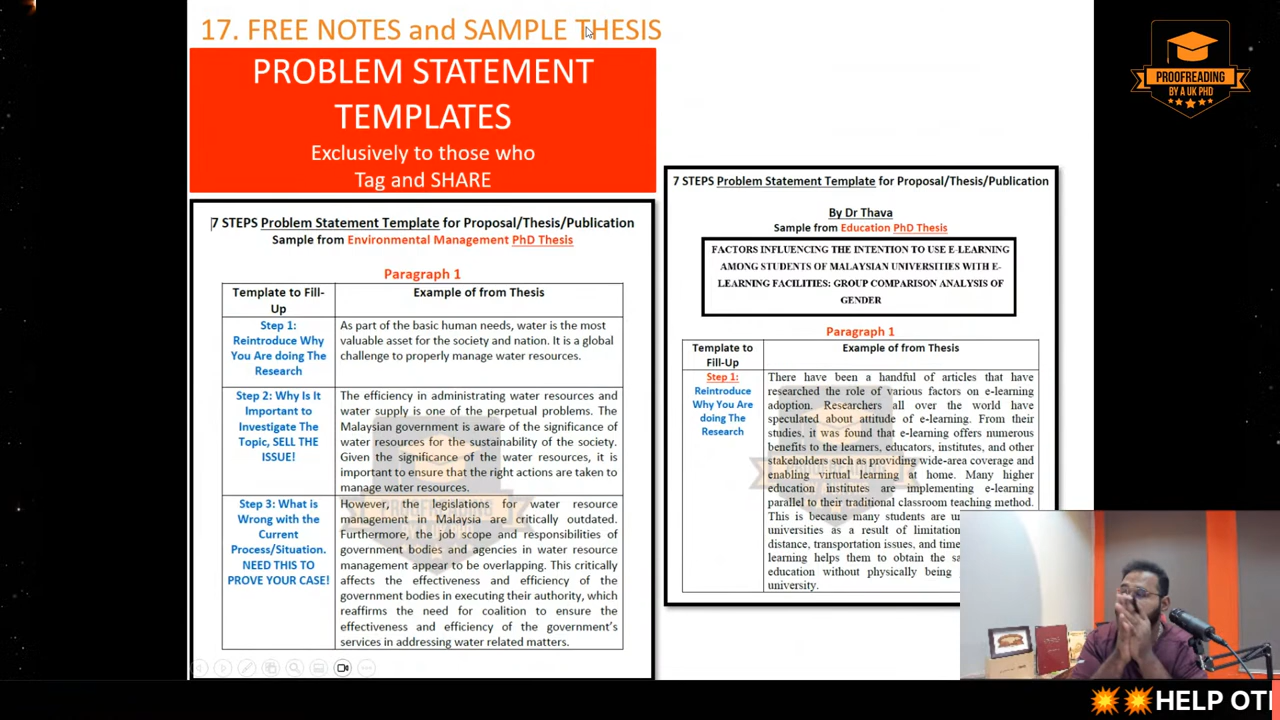 17. FREE NOTES and SAMPLE THESIS
PROBLEM STATEMENT
TEMPLATES
Exclusively to those who
Tag and SHARE
7 STEPS Problem Statement Template for Proposal/Thesis/Publication
Sample from Environmental Management PhD Thesis
Paragraph 1
Template to Fill-
Up
Example of from Thesis
Step 1:
Reintroduce Why
You Are doing The
Research
As part of the basic human needs, water is the most
valuable asset for the society and nation. It is a global
challenge to properly manage water resources.
Step 2: Why Is It
Important to
Investigate The
Topic, SELL THE
ISSUE!
The efficiency in administrating water resources and
water supply is one of the perpetual problems. The
Malaysian government is aware of the significance of
water resources for the sustainability of the society.
Given the significance of the water resources, it is
important to ensure that the right actions are taken to
manage water resources.
Step 3: What is
Wrong with the
Current
Process/Situation.
NEED THIS TO
PROVE YOUR CASE!
However, the legislations for water resource
management in Malaysia are critically outdated.
Furthermore, the job scope and responsibilities of
government bodies and agencies in water resource
management appear to be overlapping. This critically
affects the effectiveness and efficiency of the
government bodies in executing their authority, which
reaffirms the need for coalition to ensure the
effectiveness and efficiency of the government's
services in addressing water related matters.
7 STEPS Problem Statement Template for Proposal/Thesis/Publication
By Dr Thava
Sample from Education PhD Thesis
FACTORS INFLUENCING THE INTENTION TO USE E-LEARNING
AMONG STUDENTS OF MALAYSIAN UNIVERSITIES WITH E-
LEARNING FACILITIES: GROUP COMPARISON ANALYSIS OF
GENDER
Paragraph 1
Template to
Fill-Up
Example of from Thesis
Step 1:
Reintroduce
Why You Are
doing The
Research
There have been a handful of articles that have
researched the role of various factors on e-learning
adoption. Researchers all over the world have
speculated about attitude of e-learning. From their
studies, it was found that e-learning offers numerous
benefits to the learners, educators, institutes, and other
stakeholders such as providing wide-area coverage and
enabling virtual learning at home. Many higher
education institutes are implementing e-learning
parallel to their traditional classroom teaching method.
This is because many students are
universities as a result of
distance, transportation issues, and
learning helps them to obtain the
education without physically being
university.
PROOFREADING
BY A UK PHD
HELP